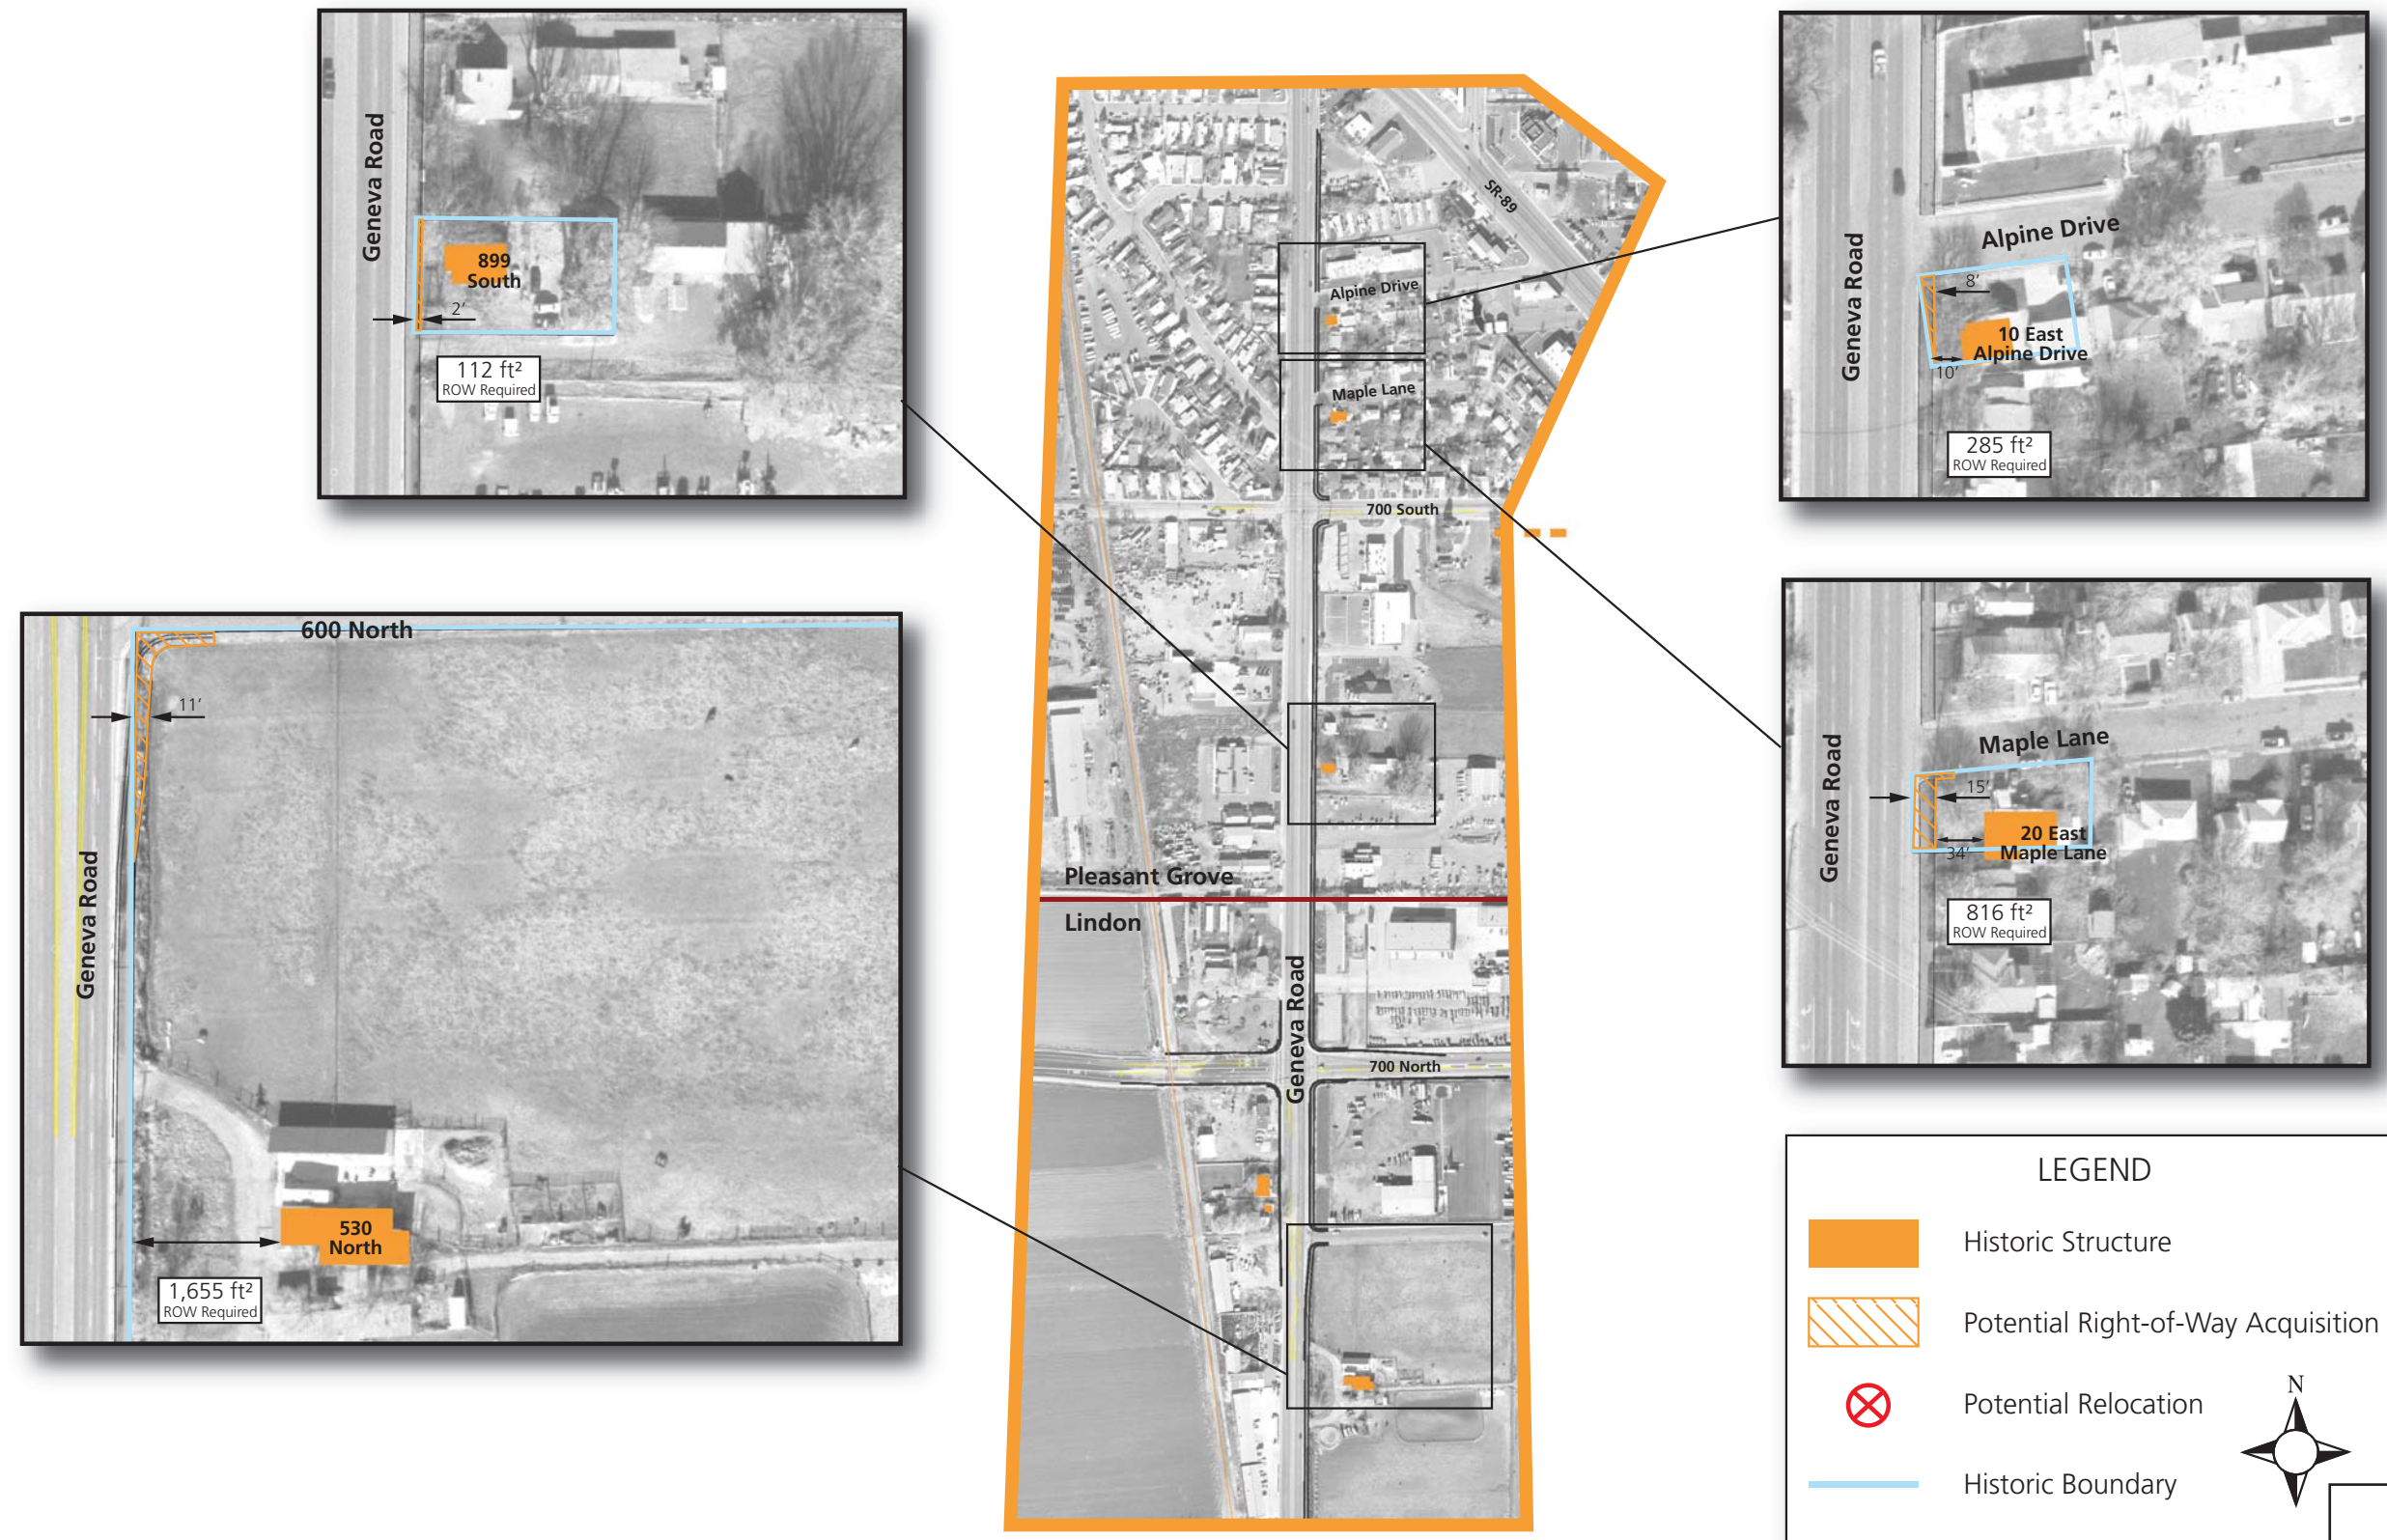 Geneva Road
899
South
2′
112 ft²
ROW Required
600 North
11′
Geneva Road
530
North
1,655 ft²
ROW Required
SR-89
Alpine Drive
Maple Lane
700 South
Pleasant Grove
Lindon
Geneva Road
700 North
Geneva Road
Alpine Drive
8′
10 East
Alpine Drive
10′
285 ft²
ROW Required
Geneva Road
Maple Lane
15′
20 East
Maple Lane
34′
816 ft²
ROW Required
LEGEND
Historic Structure
Potential Right-of-Way Acquisition
Potential Relocation
N
Historic Boundary